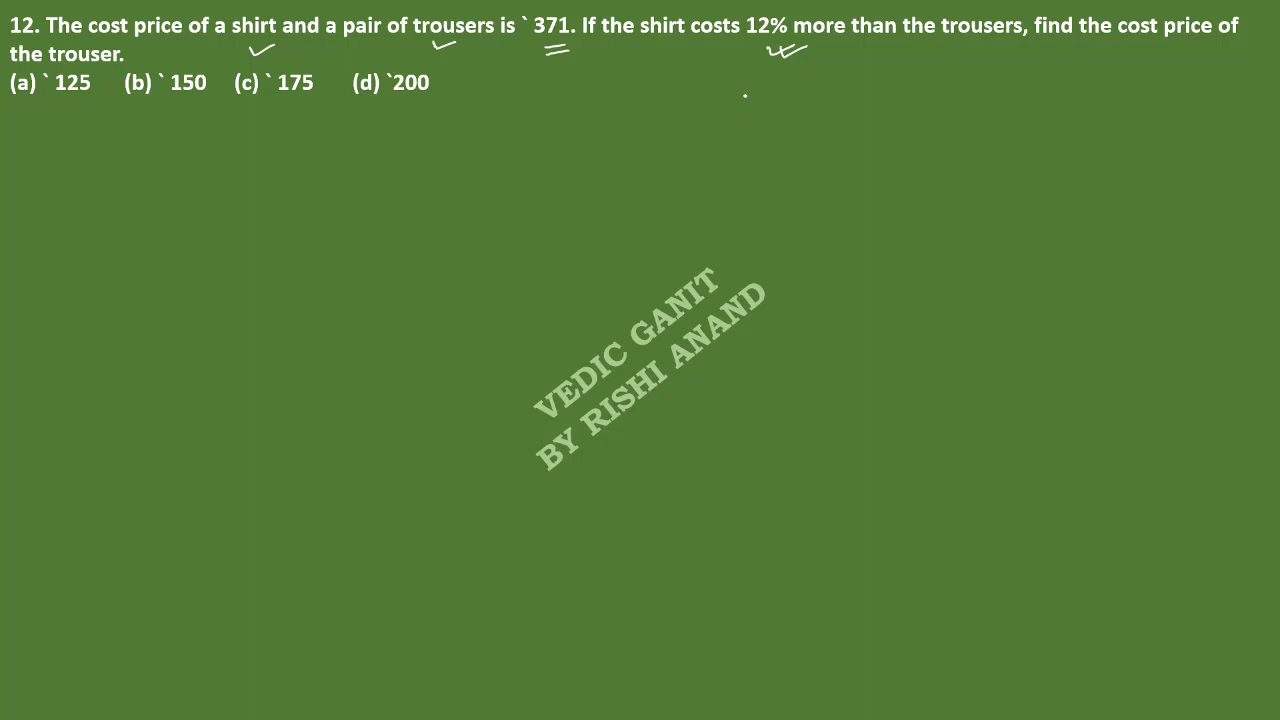 12. The cost price of a shirt and a pair of trousers is ` 371. If the shirt costs 12% more than the trousers, find the cost price of
the trouser.
(a) ` 125 (b) ` 150 (c) ` 175 (d) `200
VEDIC GANIT
BY RISHI ANAND